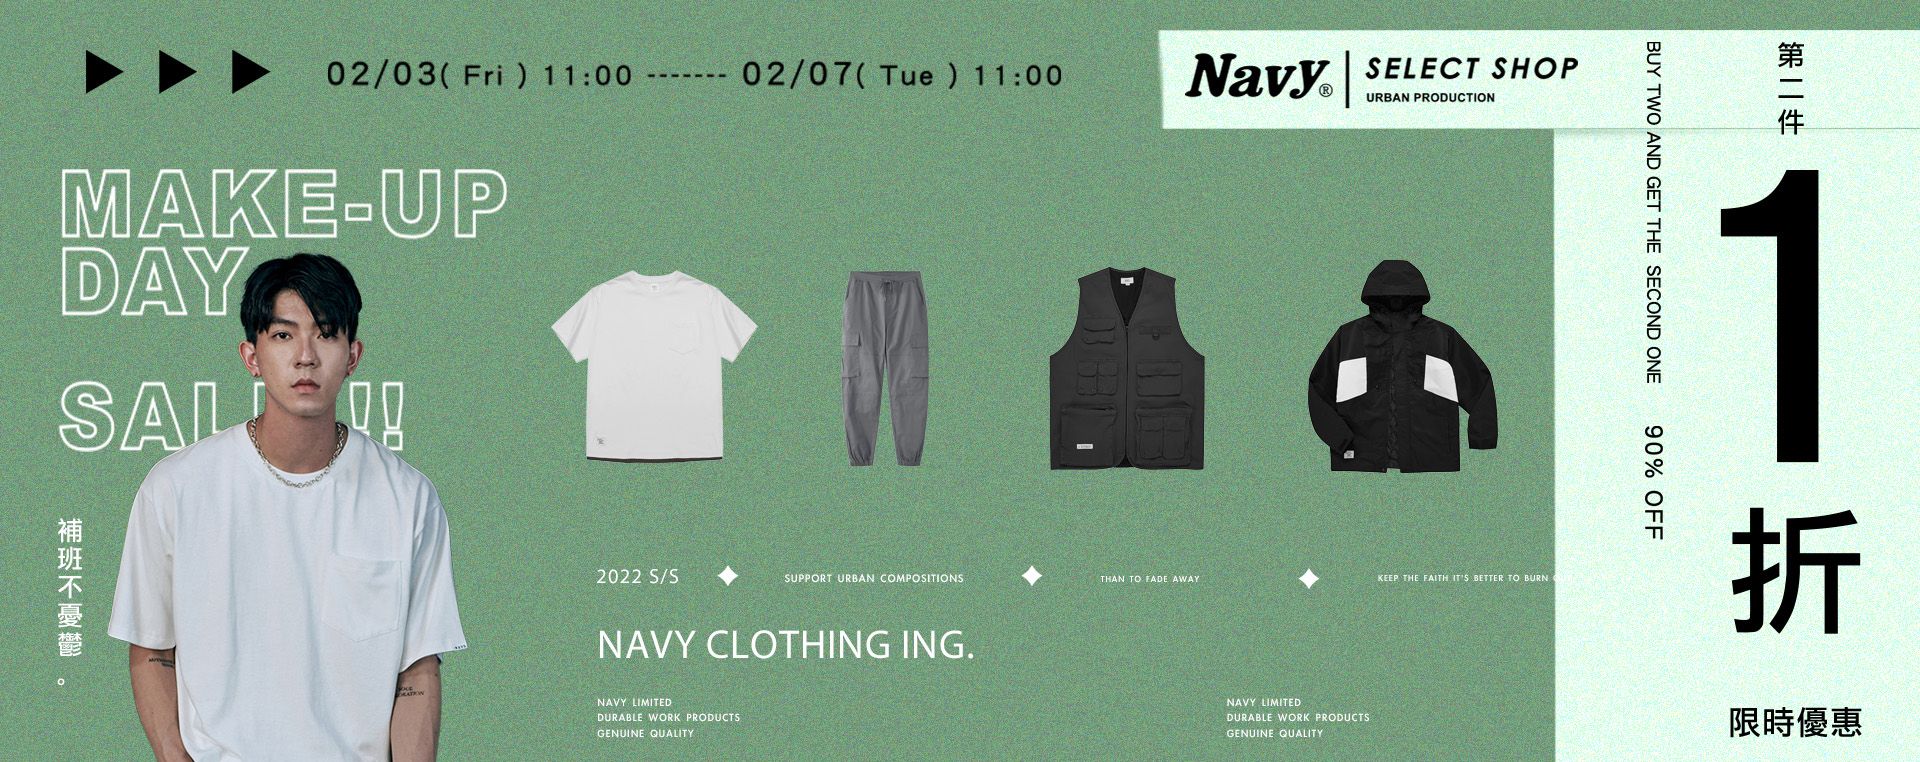 02/03( Fri ) 11:00 ------- 02/07( Tue ) 11:00
Navy® SELECT SHOP
URBAN PRODUCTION
MAKE-UP
DAY
SAL !!
補班不憂鬱。
2022 S/S
SUPPORT URBAN COMPOSITIONS
THAN TO FADE AWAY
KEEP THE FAITH IT'S BETTER TO BURN
NAVY CLOTHING ING.
NAVY LIMITED
DURABLE WORK PRODUCTS
GENUINE QUALITY
NAVY LIMITED
DURABLE WORK PRODUCTS
GENUINE QUALITY
BUY TWO AND GET THE SECOND ONE 90% OFF
第二件
1折
限時優惠